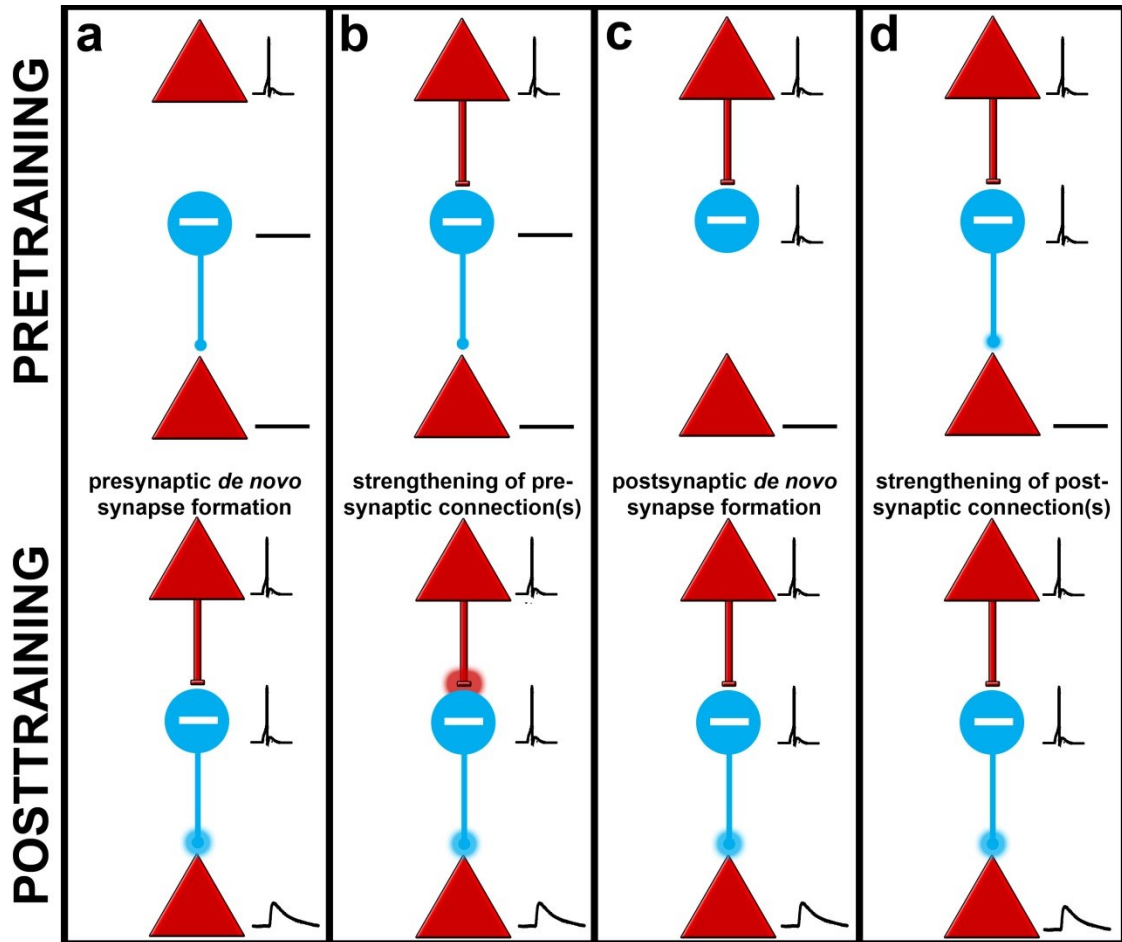 PRETRAINING
a
b
c
d
presynaptic de novo
synapse formation
strengthening of pre-
synaptic connection(s)
postsynaptic de novo
synapse formation
strengthening of post-
synaptic connection(s)
POSTTRAINING